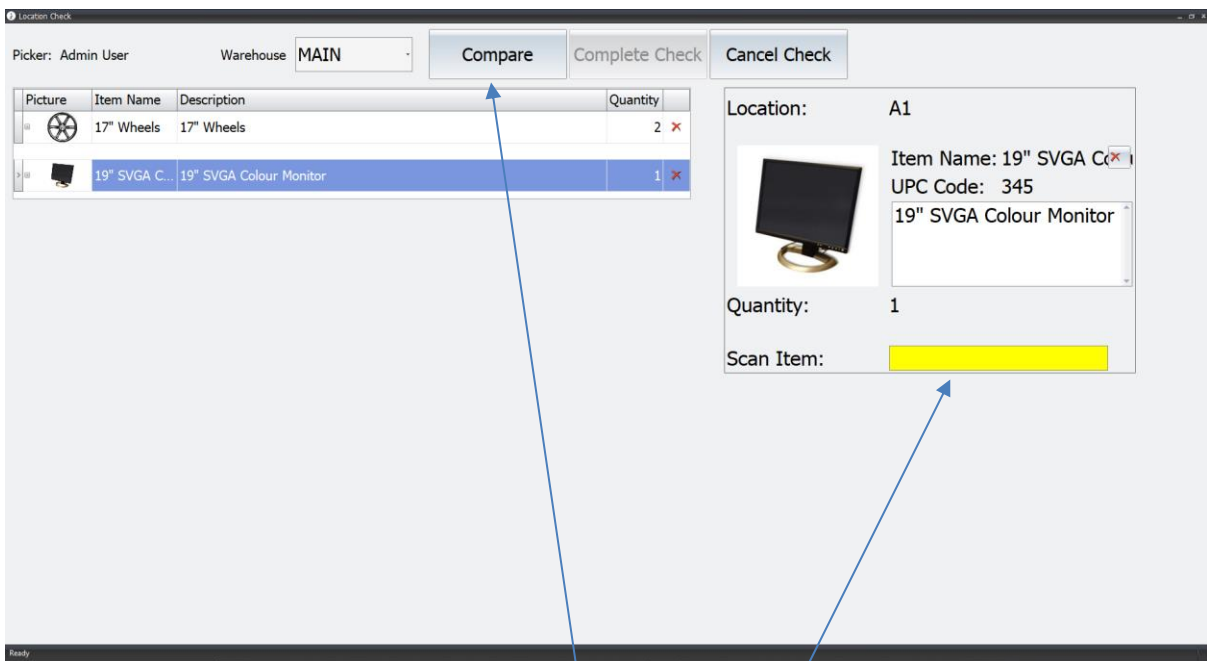 Location Check
Picker: Admin User Warehouse MAIN Compare Complete Check Cancel Check
Picture Item Name Description Quantity
17" Wheels 17" Wheels 2
19" SVGA C... 19" SVGA Colour Monitor 1
Location: A1
Item Name: 19" SVGA Co
UPC Code: 345
19" SVGA Colour Monitor
Quantity: 1
Scan Item:
Ready